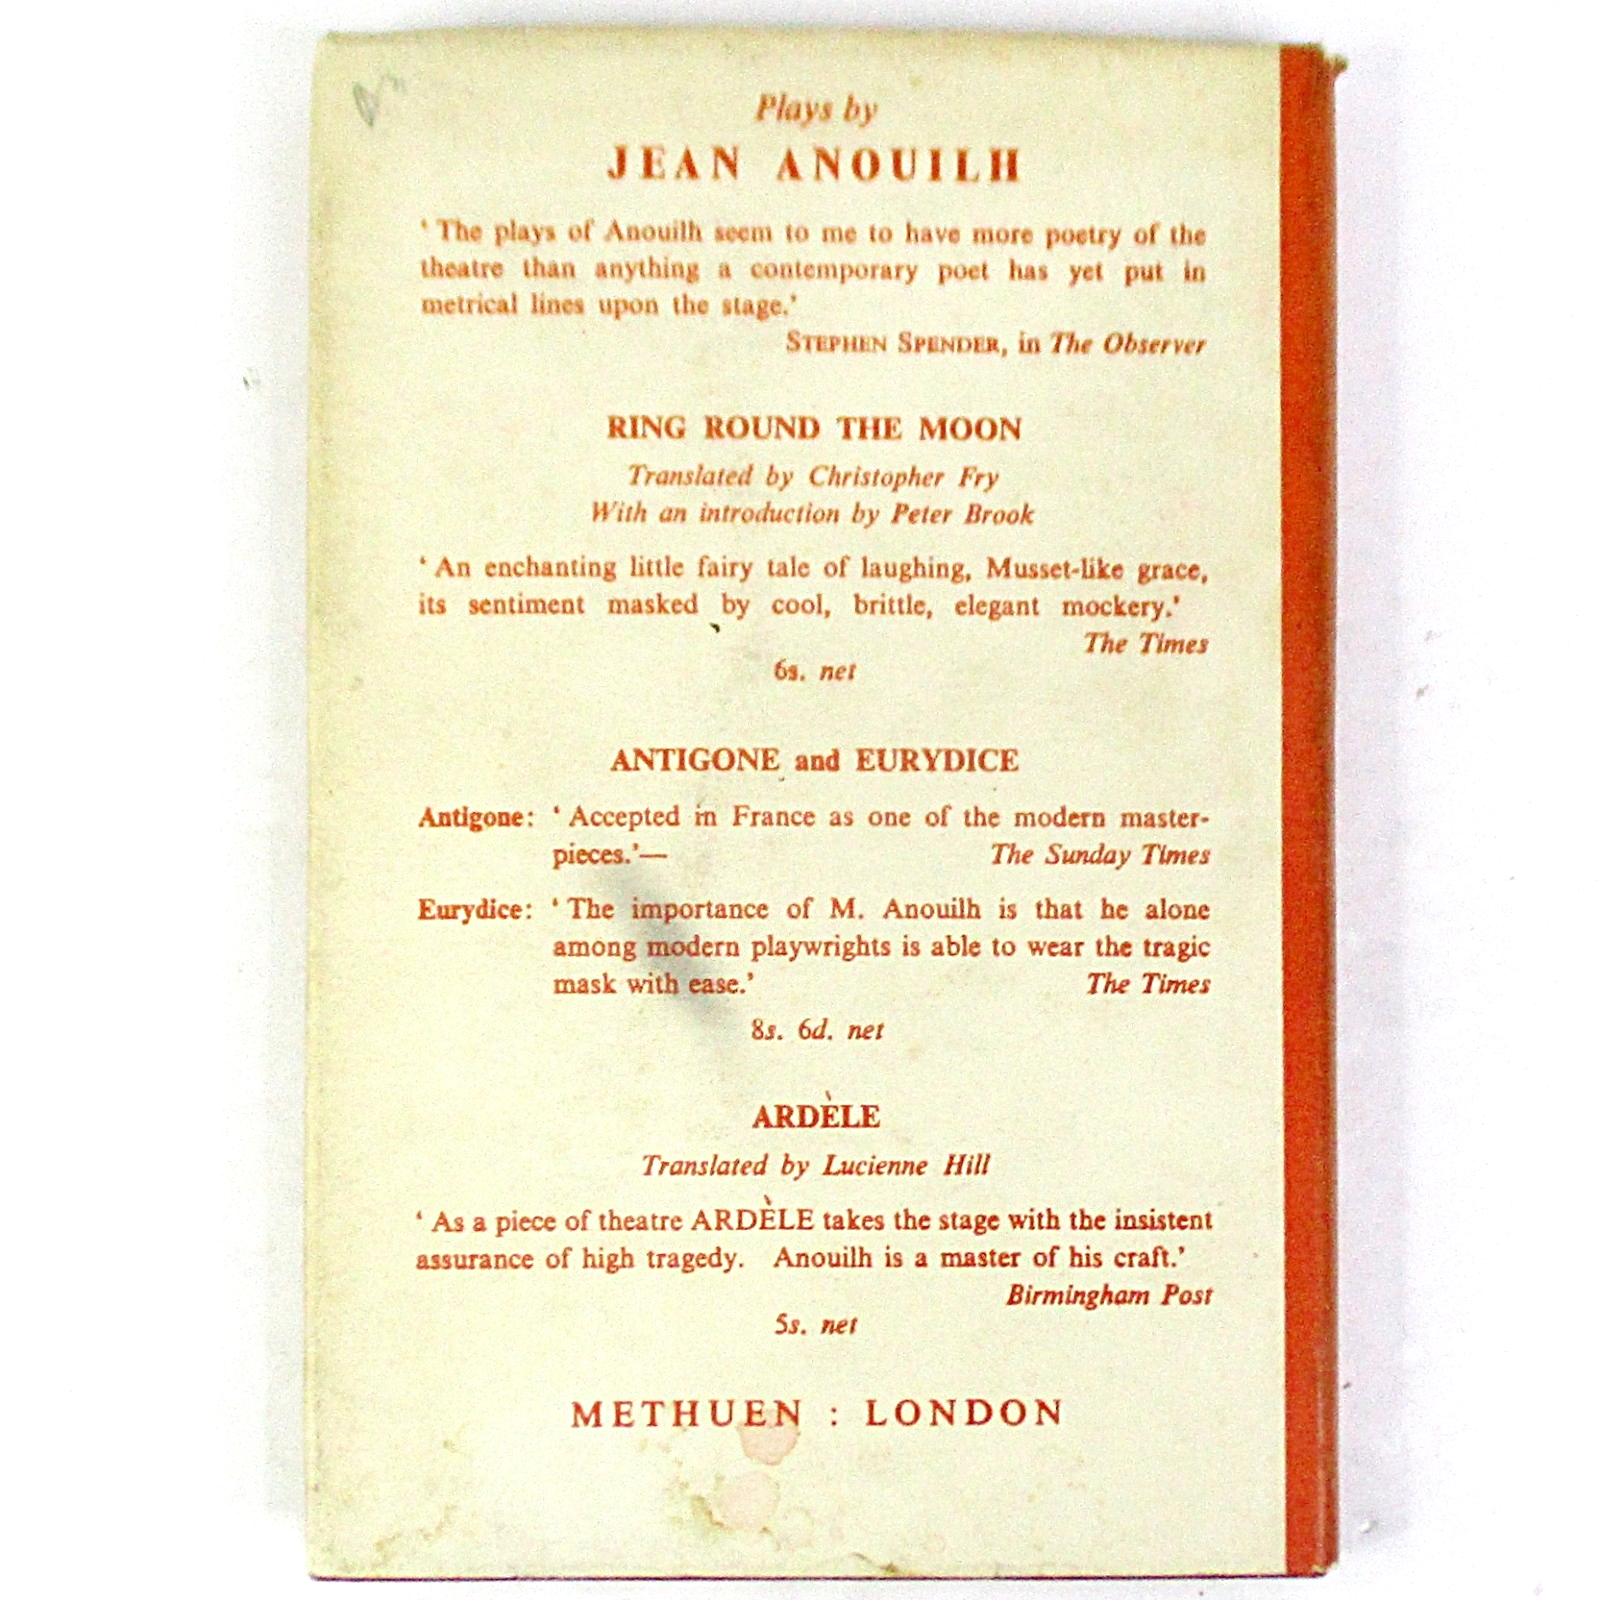 Plays by
JEAN ANOUILH
‘ The plays of Anouilh seem to me to have more poetry of the
theatre than anything a contemporary poet has yet put in
metrical lines upon the stage.’
STEPHEN SPENDER, in The Observer
RING ROUND THE MOON
Translated by Christopher Fry
With an introduction by Peter Brook
‘ An enchanting little fairy tale of laughing, Musset-like grace,
its sentiment masked by cool, brittle, elegant mockery.’
The Times
6s. net
ANTIGONE and EURYDICE
Antigone: ‘ Accepted in France as one of the modern master-
pieces.’— The Sunday Times
Eurydice: ‘ The importance of M. Anouilh is that he alone
among modern playwrights is able to wear the tragic
mask with ease.’ The Times
8s. 6d. net
ARDÈLE
Translated by Lucienne Hill
‘ As a piece of theatre ARDÈLE takes the stage with the insistent
assurance of high tragedy. Anouilh is a master of his craft.’
Birmingham Post
5s. net
METHUEN : LONDON